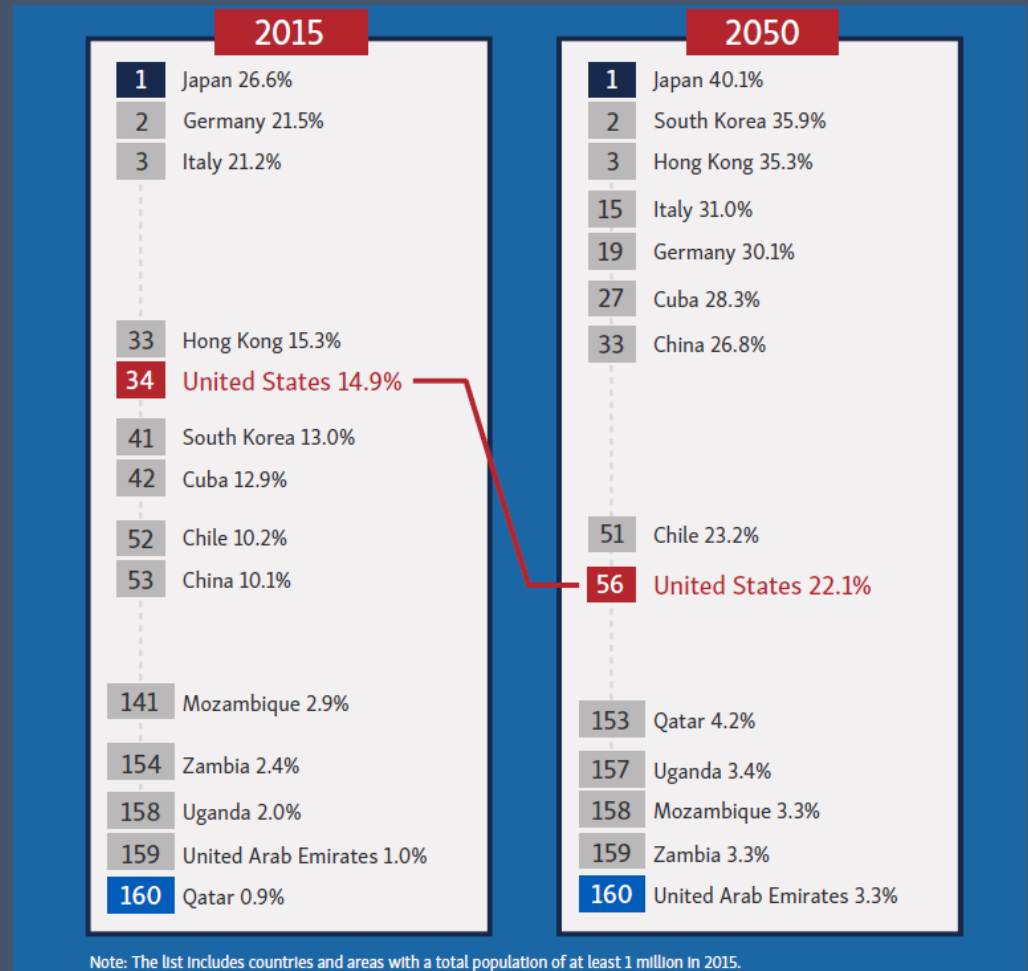 2015
1 Japan 26.6%
2 Germany 21.5%
3 Italy 21.2%
33 Hong Kong 15.3%
34 United States 14.9%
41 South Korea 13.0%
42 Cuba 12.9%
52 Chile 10.2%
53 China 10.1%
141 Mozambique 2.9%
154 Zambia 2.4%
158 Uganda 2.0%
159 United Arab Emirates 1.0%
160 Qatar 0.9%
2050
1 Japan 40.1%
2 South Korea 35.9%
3 Hong Kong 35.3%
15 Italy 31.0%
19 Germany 30.1%
27 Cuba 28.3%
33 China 26.8%
51 Chile 23.2%
56 United States 22.1%
153 Qatar 4.2%
157 Uganda 3.4%
158 Mozambique 3.3%
159 Zambia 3.3%
160 United Arab Emirates 3.3%
Note: The list includes countries and areas with a total population of at least 1 million in 2015.